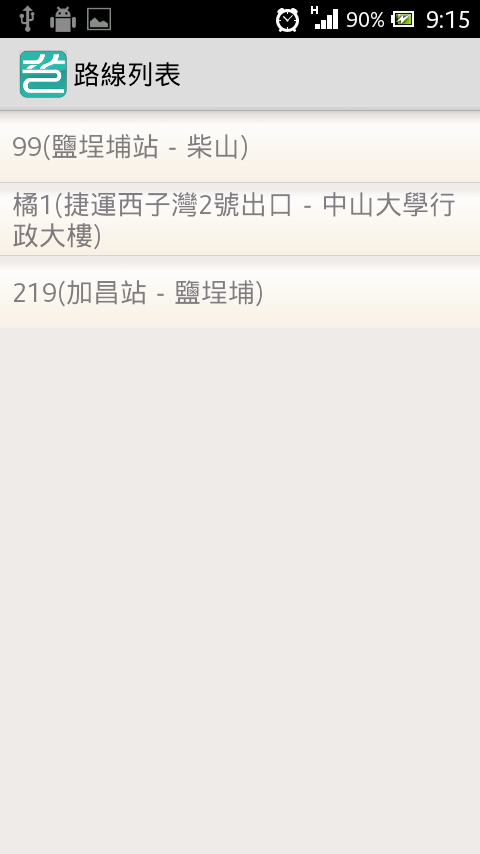 H
90%
9:15
路線列表
99(鹽埕埔站 - 柴山)
橘1(捷運西子灣2號出口 - 中山大學行
政大樓)
219(加昌站 - 鹽埕埔)